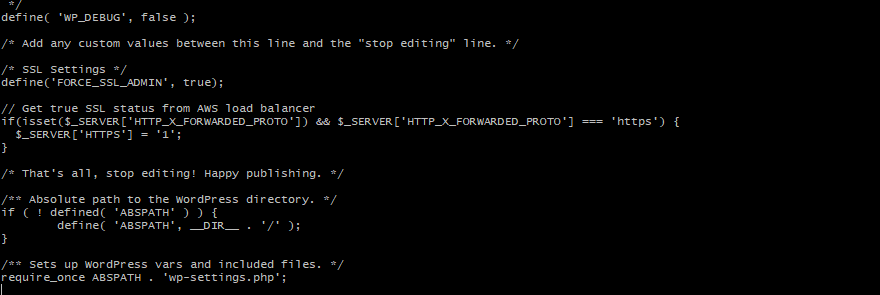 */
define( 'WP_DEBUG', false );
/* Add any custom values between this line and the "stop editing" line. */
/* SSL Settings */
define('FORCE_SSL_ADMIN', true);
// Get true SSL status from AWS load balancer
if(isset($_SERVER['HTTP_X_FORWARDED_PROTO']) && $_SERVER['HTTP_X_FORWARDED_PROTO'] === 'https') {
  $_SERVER['HTTPS'] = '1';
}
/* That's all, stop editing! Happy publishing. */
/** Absolute path to the WordPress directory. */
if ( ! defined( 'ABSPATH' ) ) {
        define( 'ABSPATH', __DIR__ . '/' );
}
/** Sets up WordPress vars and included files. */
require_once ABSPATH . 'wp-settings.php';